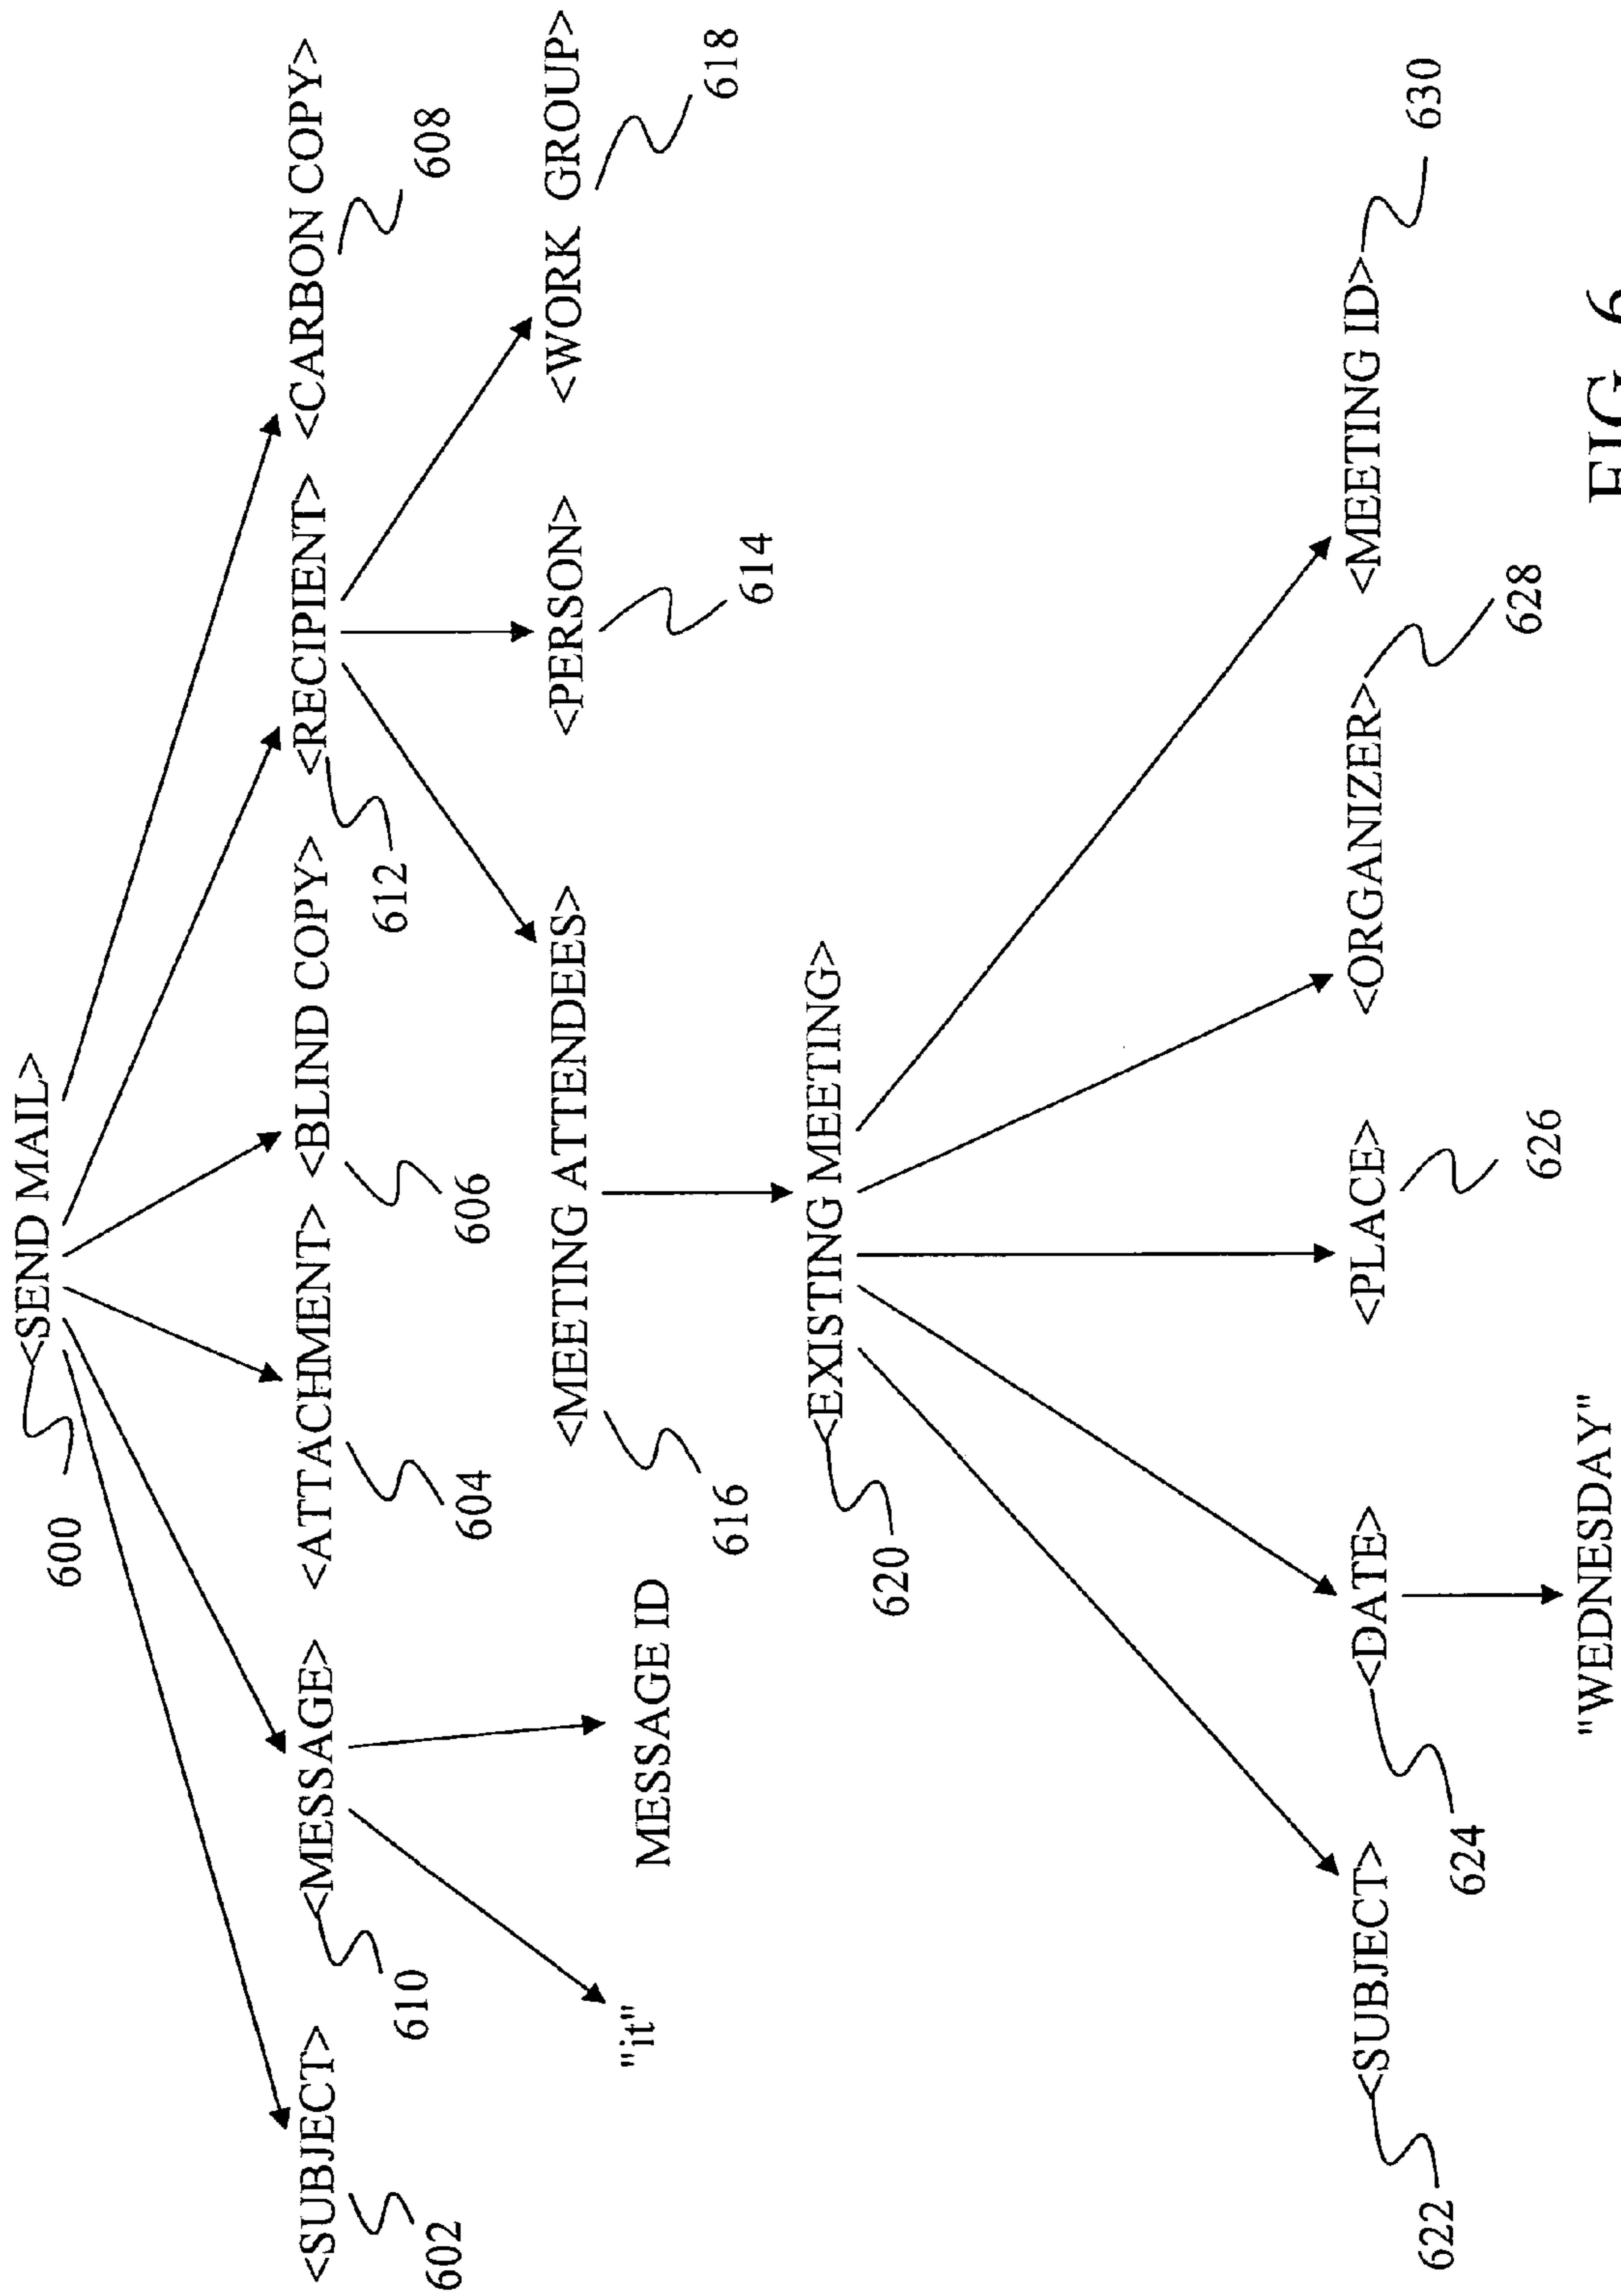 <SEND MAIL>
600
<SUBJECT> <MESSAGE> <ATTACHMENT> <BLIND COPY> <RECIPIENT> <CARBON COPY>
602 610 604 606 612 608
"it" MESSAGE ID <MEETING ATTENDEES> <PERSON> <WORK GROUP>
616 614 618
<EXISTING MEETING>
620
<SUBJECT> <DATE> <PLACE> <ORGANIZER> <MEETING ID>
622 624 626 628 630
"WEDNESDAY"
FIG. 6